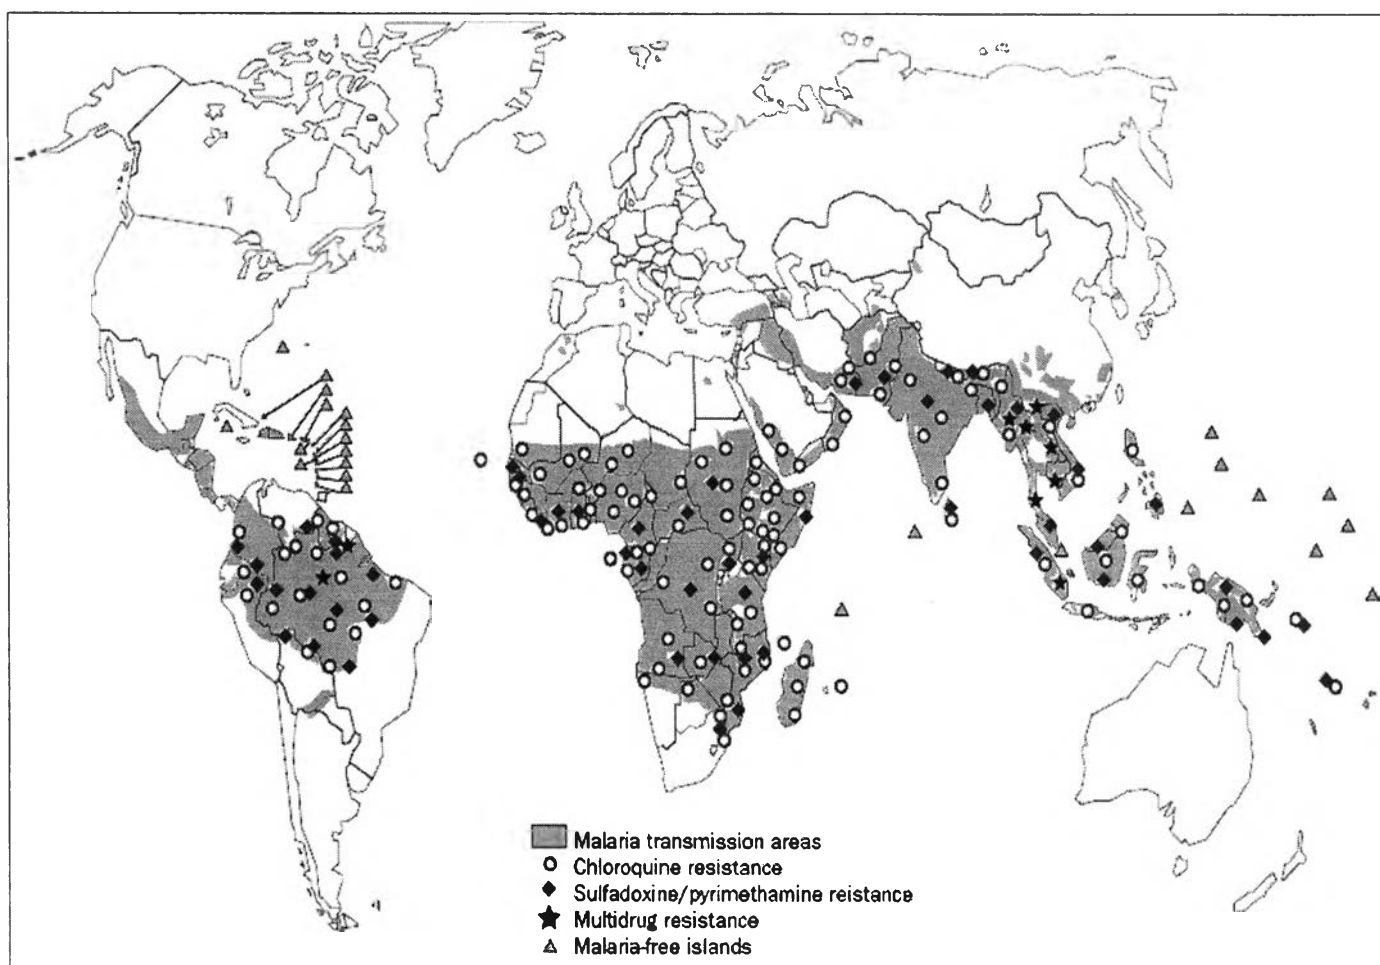 Malaria transmission areas
Chloroquine resistance
Sulfadoxine/pyrimethamine reistance
Multidrug resistance
Malaria-free islands